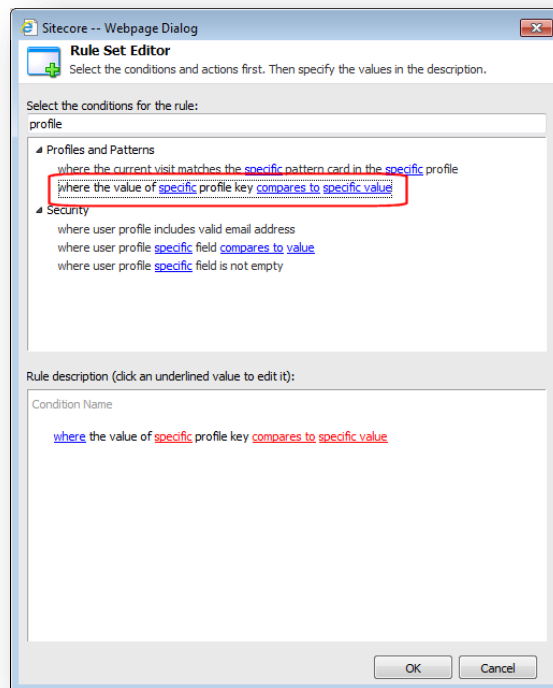 Sitecore -- Webpage Dialog
Rule Set Editor
Select the conditions and actions first. Then specify the values in the description.
Select the conditions for the rule:
profile
Profiles and Patterns
where the current visit matches the specific pattern card in the specific profile
where the value of specific profile key compares to specific value
Security
where user profile includes valid email address
where user profile specific field compares to value
where user profile specific field is not empty
Rule description (click an underlined value to edit it):
Condition Name
where the value of specific profile key compares to specific value
OK Cancel